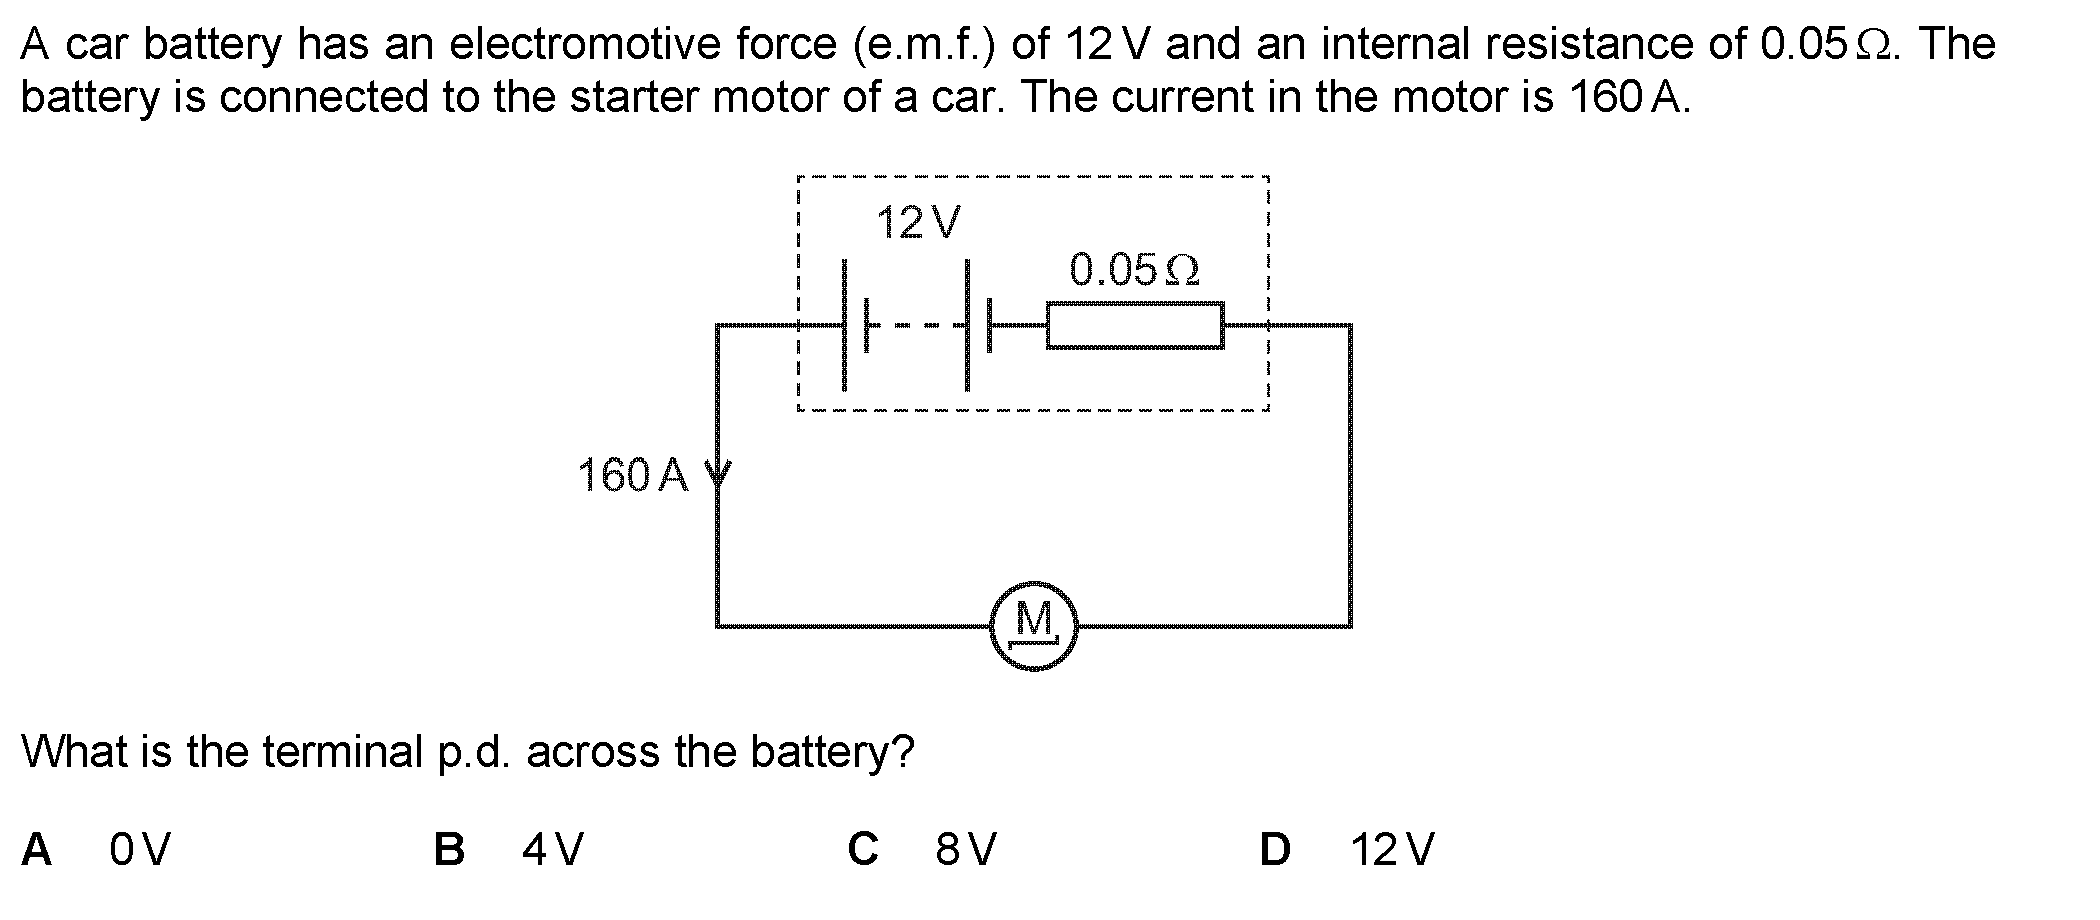 A car battery has an electromotive force (e.m.f.) of 12 V and an internal resistance of 0.05 Ω. The
battery is connected to the starter motor of a car. The current in the motor is 160 A.
12 V
0.05 Ω
160 A
M
What is the terminal p.d. across the battery?
A 0 V B 4 V C 8 V D 12 V